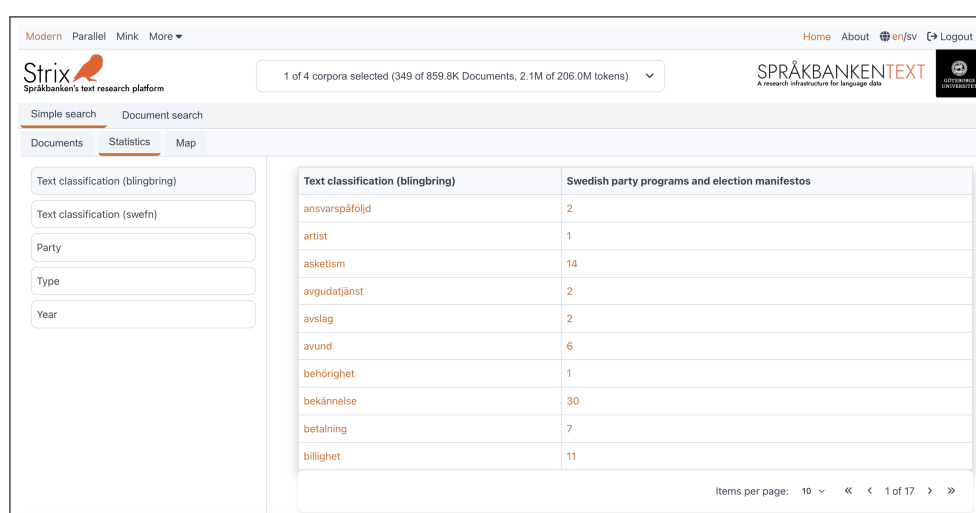 Modern Parallel Mink More
Home About en/sv Logout
Strix
Språkbanken's text research platform
1 of 4 corpora selected (349 of 859.8K Documents, 2.1M of 206.0M tokens)
SPRÅKBANKENTEXT
A research infrastructure for language data
GÖTEBORGS
UNIVERSITET
Simple search Document search
Documents Statistics Map
Text classification (blingbring)
Text classification (swefn)
Party
Type
Year
Text classification (blingbring) Swedish party programs and election manifestos
ansvarspåföljd 2
artist 1
asketism 14
avgudatjänst 2
avslag 2
avund 6
behörighet 1
bekännelse 30
betalning 7
billighet 11
Items per page: 10 « < 1 of 17 > »